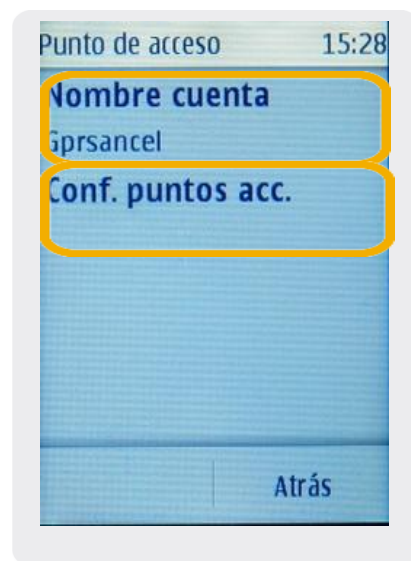 Punto de acceso 15:28
Nombre cuenta
Gprsancel
Conf. puntos acc.
Atrás